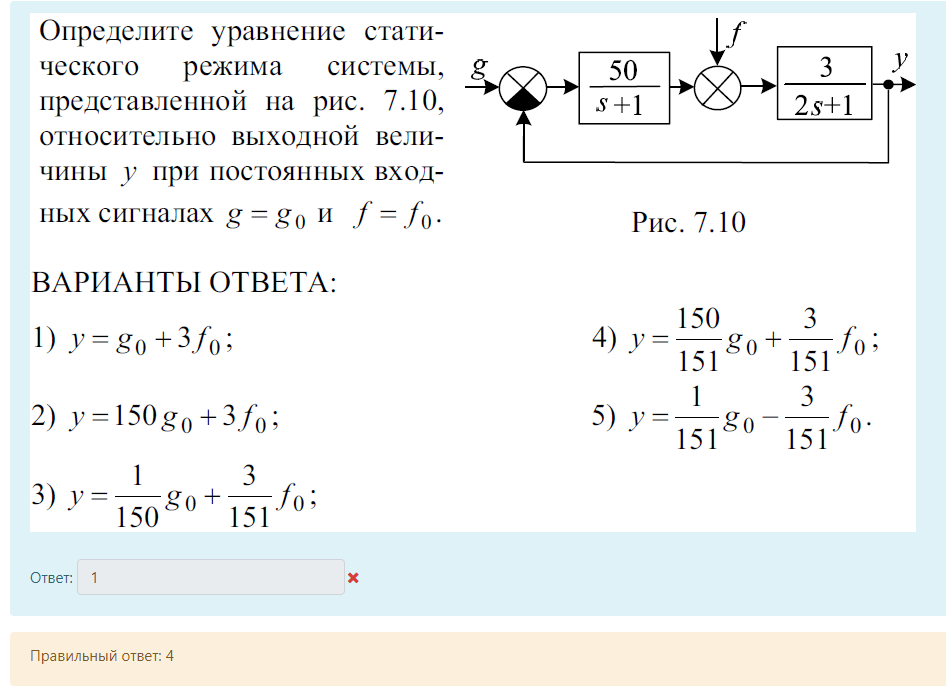 Определите уравнение стати-
ческого режима системы,
представленной на рис. 7.10,
относительно выходной вели-
чины y при постоянных вход-
ных сигналах g = g₀ и f = f₀.
g 50/(s+1) f 3/(2s+1) y
Рис. 7.10
ВАРИАНТЫ ОТВЕТА:
1) y = g₀ + 3f₀;
2) y = 150g₀ + 3f₀;
3) y = 1/150 g₀ + 3/151 f₀;
4) y = 150/151 g₀ + 3/151 f₀;
5) y = 1/151 g₀ − 3/151 f₀.
Ответ: 1
Правильный ответ: 4